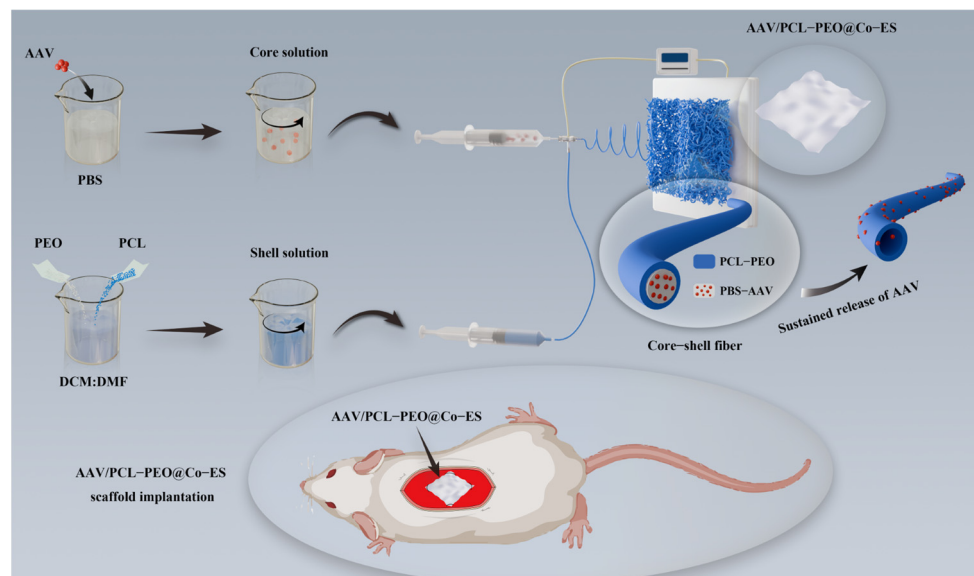 AAV
Core solution
AAV/PCL−PEO@Co−ES
PBS
PEO
PCL
Shell solution
PCL−PEO
PBS−AAV
Sustained release of AAV
Core−shell fiber
DCM:DMF
AAV/PCL−PEO@Co−ES
AAV/PCL−PEO@Co−ES
scaffold implantation